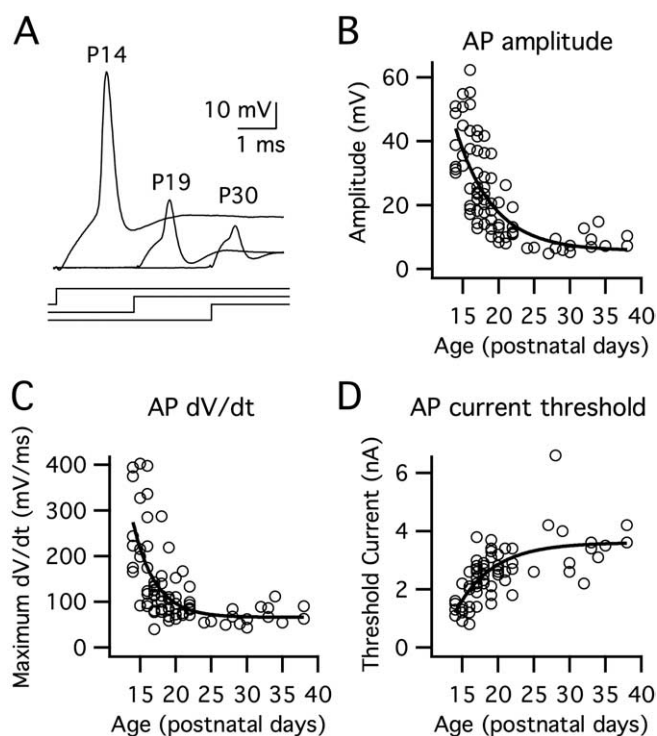 A
P14
P19
P30
10 mV
1 ms
B
AP amplitude
Amplitude (mV)
60
40
20
0
15 20 25 30 35 40
Age (postnatal days)
C
AP dV/dt
Maximum dV/dt (mV/ms)
400
300
200
100
0
15 20 25 30 35 40
Age (postnatal days)
D
AP current threshold
Threshold Current (nA)
6
4
2
0
15 20 25 30 35 40
Age (postnatal days)